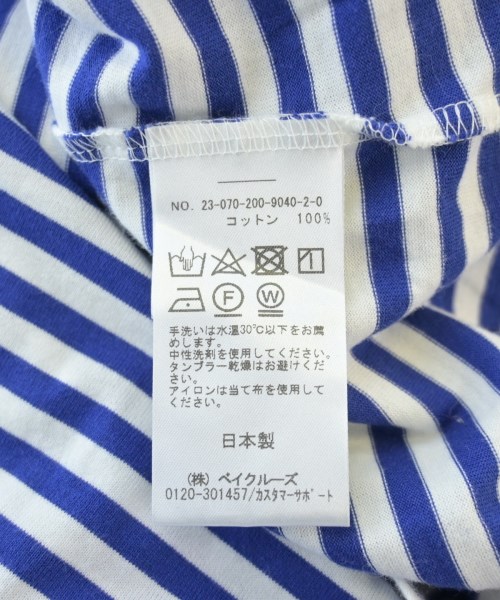 NO. 23-070-200-9040-2-0
コットン 100%
F W
手洗いは水温30℃以下をお薦
めします。
中性洗剤を使用してください。
タンブラー乾燥はお避けくだ
さい。
アイロンは当て布を使用して
ください。
日本製
(株) ベイクルーズ
0120-301457/カスタマーサポート